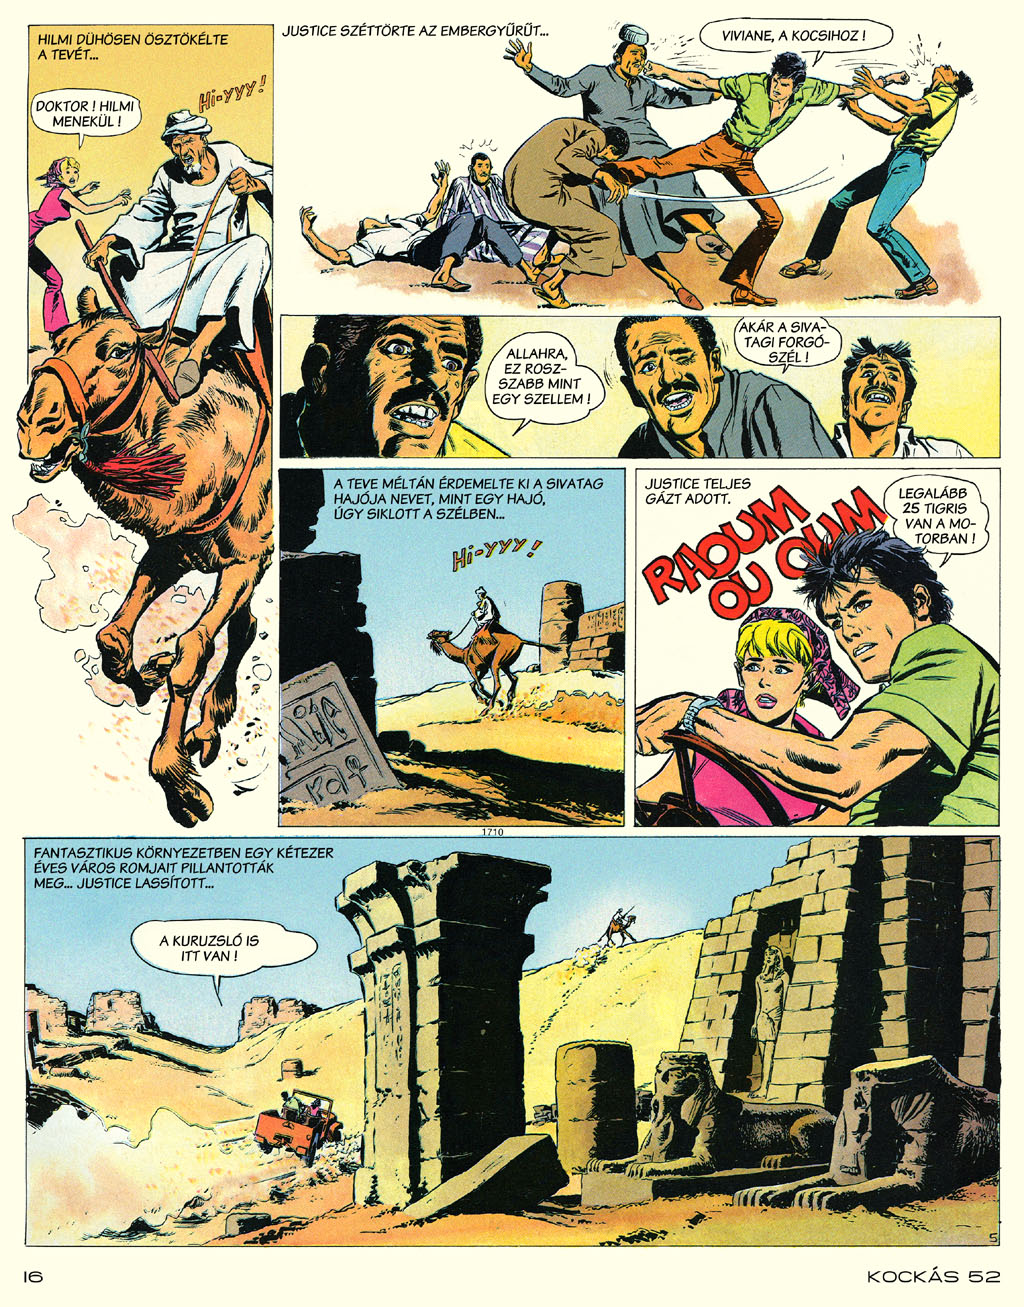 HILMI DÜHÖSEN ÖSZTÖKÉLTE
A TEVÉT...
Hi-yyy!
DOKTOR! HILMI
MENEKÜL!
JUSTICE SZÉTTÖRTE AZ EMBERGYŰRŰT...
VIVIANE, A KOCSIHOZ!
ALLAHRA,
EZ ROSZ-
SZABB MINT
EGY SZELLEM!
AKÁR A SIVA-
TAGI FORGÓ-
SZÉL!
A TEVE MÉLTÁN ÉRDEMELTE KI A SIVATAG
HAJÓJA NEVET, MINT EGY HAJÓ,
ÚGY SIKLOTT A SZÉLBEN...
Hi-yyy!
JUSTICE TELJES
GÁZT ADOTT.
RAOUM
OU OUM
LEGALÁBB
25 TIGRIS
VAN A MO-
TORBAN!
1710
FANTASZTIKUS KÖRNYEZETBEN EGY KÉTEZER
ÉVES VÁROS ROMJAIT PILLANTOTTÁK
MEG... JUSTICE LASSÍTOTT...
A KURUZSLÓ IS
ITT VAN!
5
16
KOCKÁS 52